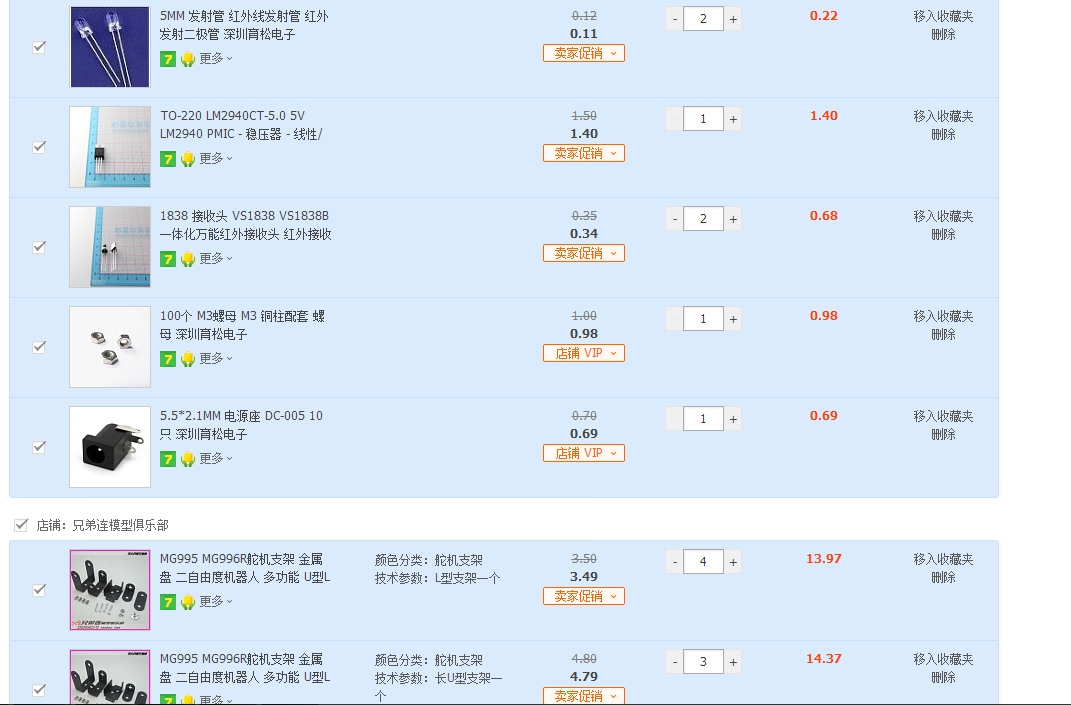 5MM 发射管 红外线发射管 红外
发射二极管 深圳育松电子
7 更多
0.12
0.11
卖家促销
- 2 +
0.22
移入收藏夹
删除
TO-220 LM2940CT-5.0 5V
LM2940 PMIC - 稳压器 - 线性/
7 更多
1.50
1.40
卖家促销
- 1 +
1.40
移入收藏夹
删除
1838 接收头 VS1838 VS1838B
一体化万能红外接收头 红外接收
7 更多
0.35
0.34
卖家促销
- 2 +
0.68
移入收藏夹
删除
100个 M3螺母 M3 铜柱配套 螺
母 深圳育松电子
7 更多
1.00
0.98
店铺 VIP
- 1 +
0.98
移入收藏夹
删除
5.5*2.1MM 电源座 DC-005 10
只 深圳育松电子
7 更多
0.70
0.69
店铺 VIP
- 1 +
0.69
移入收藏夹
删除
店铺：兄弟连模型俱乐部
MG995 MG996R舵机支架 金属
盘 二自由度机器人 多功能 U型L
7 更多
颜色分类：舵机支架
技术参数：L型支架一个
3.50
3.49
卖家促销
- 4 +
13.97
移入收藏夹
删除
MG995 MG996R舵机支架 金属
盘 二自由度机器人 多功能 U型L
7 更多
颜色分类：舵机支架
技术参数：长U型支架一
个
4.80
4.79
卖家促销
- 3 +
14.37
移入收藏夹
删除